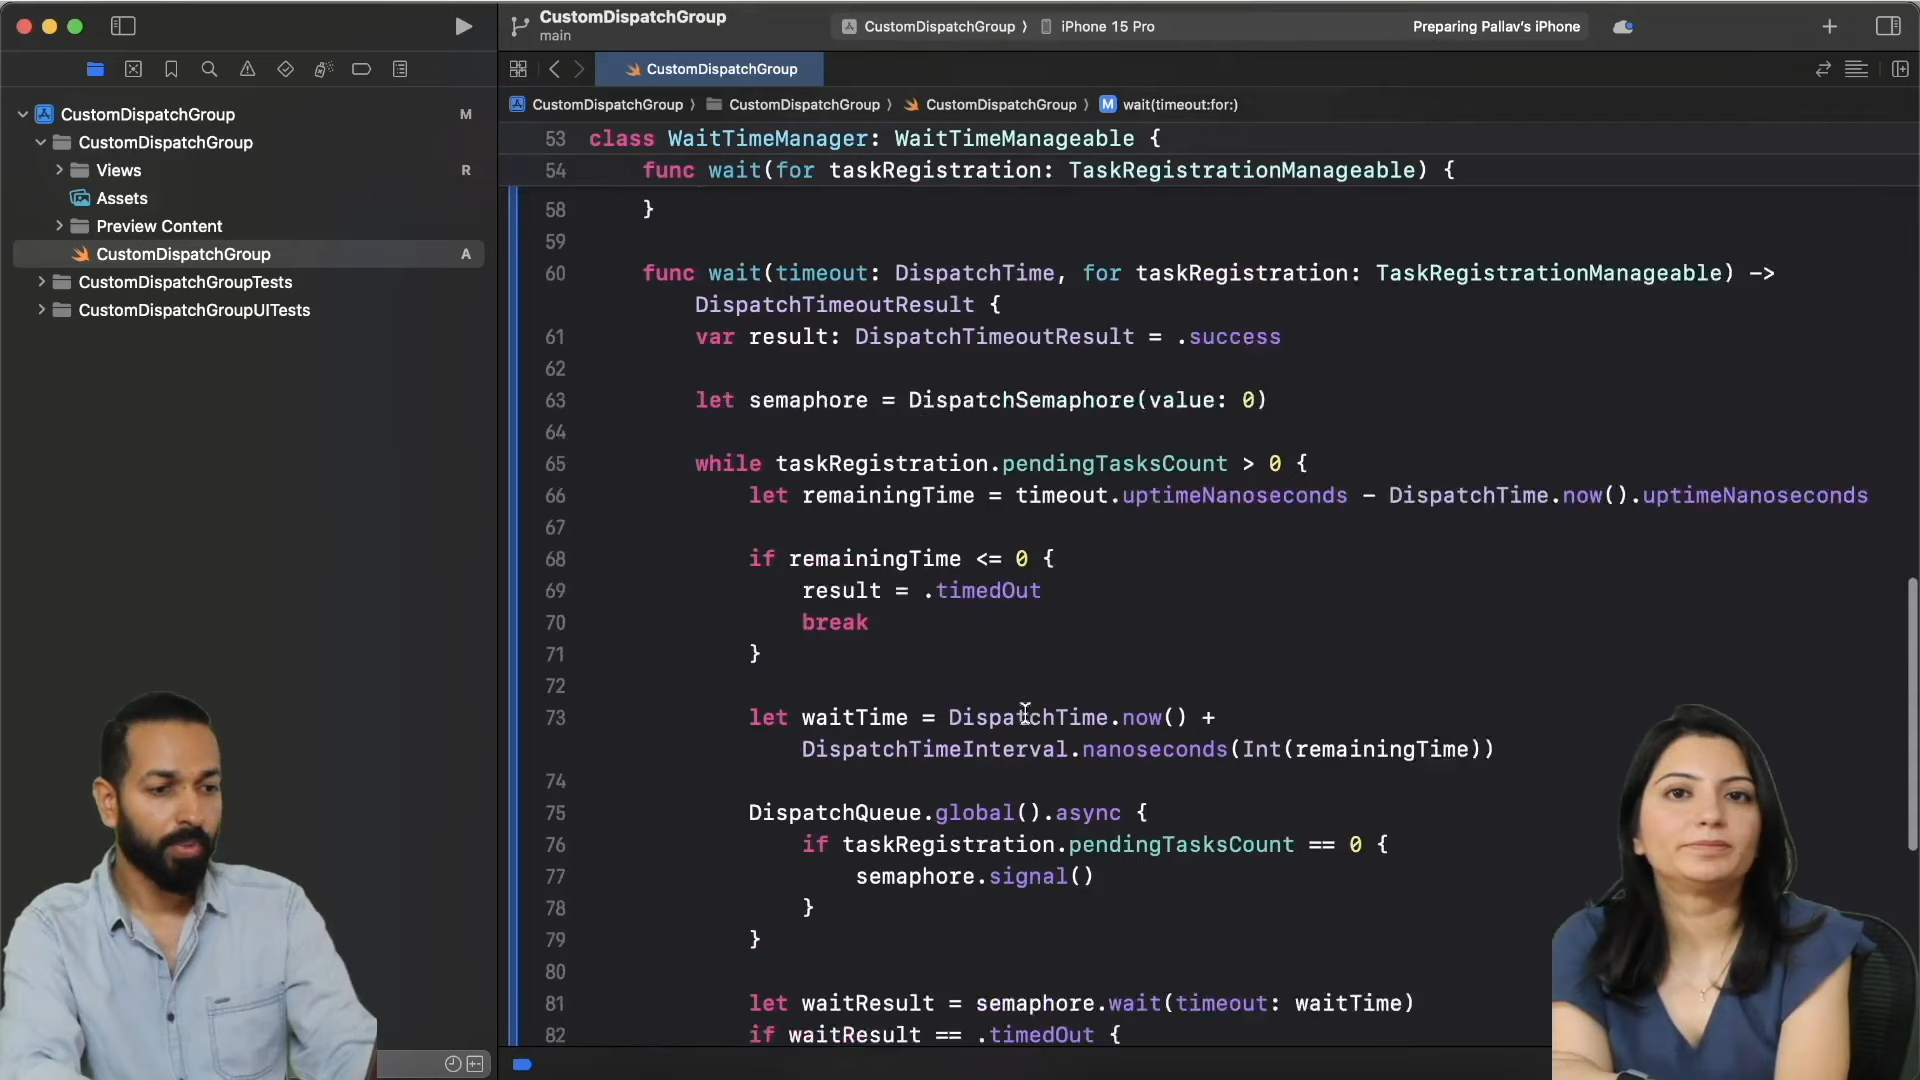 CustomDispatchGroup
main
CustomDispatchGroup 〉 iPhone 15 Pro
Preparing Pallav's iPhone
CustomDispatchGroup
CustomDispatchGroup 〉 CustomDispatchGroup 〉 CustomDispatchGroup 〉 M wait(timeout:for:)
CustomDispatchGroup M
CustomDispatchGroup
Views R
Assets
Preview Content
CustomDispatchGroup A
CustomDispatchGroupTests
CustomDispatchGroupUITests
53 class WaitTimeManager: WaitTimeManageable {
54 func wait(for taskRegistration: TaskRegistrationManageable) {
58 }
59
60 func wait(timeout: DispatchTime, for taskRegistration: TaskRegistrationManageable) ->
DispatchTimeoutResult {
61 var result: DispatchTimeoutResult = .success
62
63 let semaphore = DispatchSemaphore(value: 0)
64
65 while taskRegistration.pendingTasksCount > 0 {
66 let remainingTime = timeout.uptimeNanoseconds - DispatchTime.now().uptimeNanoseconds
67
68 if remainingTime <= 0 {
69 result = .timedOut
70 break
71 }
72
73 let waitTime = DispatchTime.now() +
DispatchTimeInterval.nanoseconds(Int(remainingTime))
74
75 DispatchQueue.global().async {
76 if taskRegistration.pendingTasksCount == 0 {
77 semaphore.signal()
78 }
79 }
80
81 let waitResult = semaphore.wait(timeout: waitTime)
82 if waitResult == .timedOut {